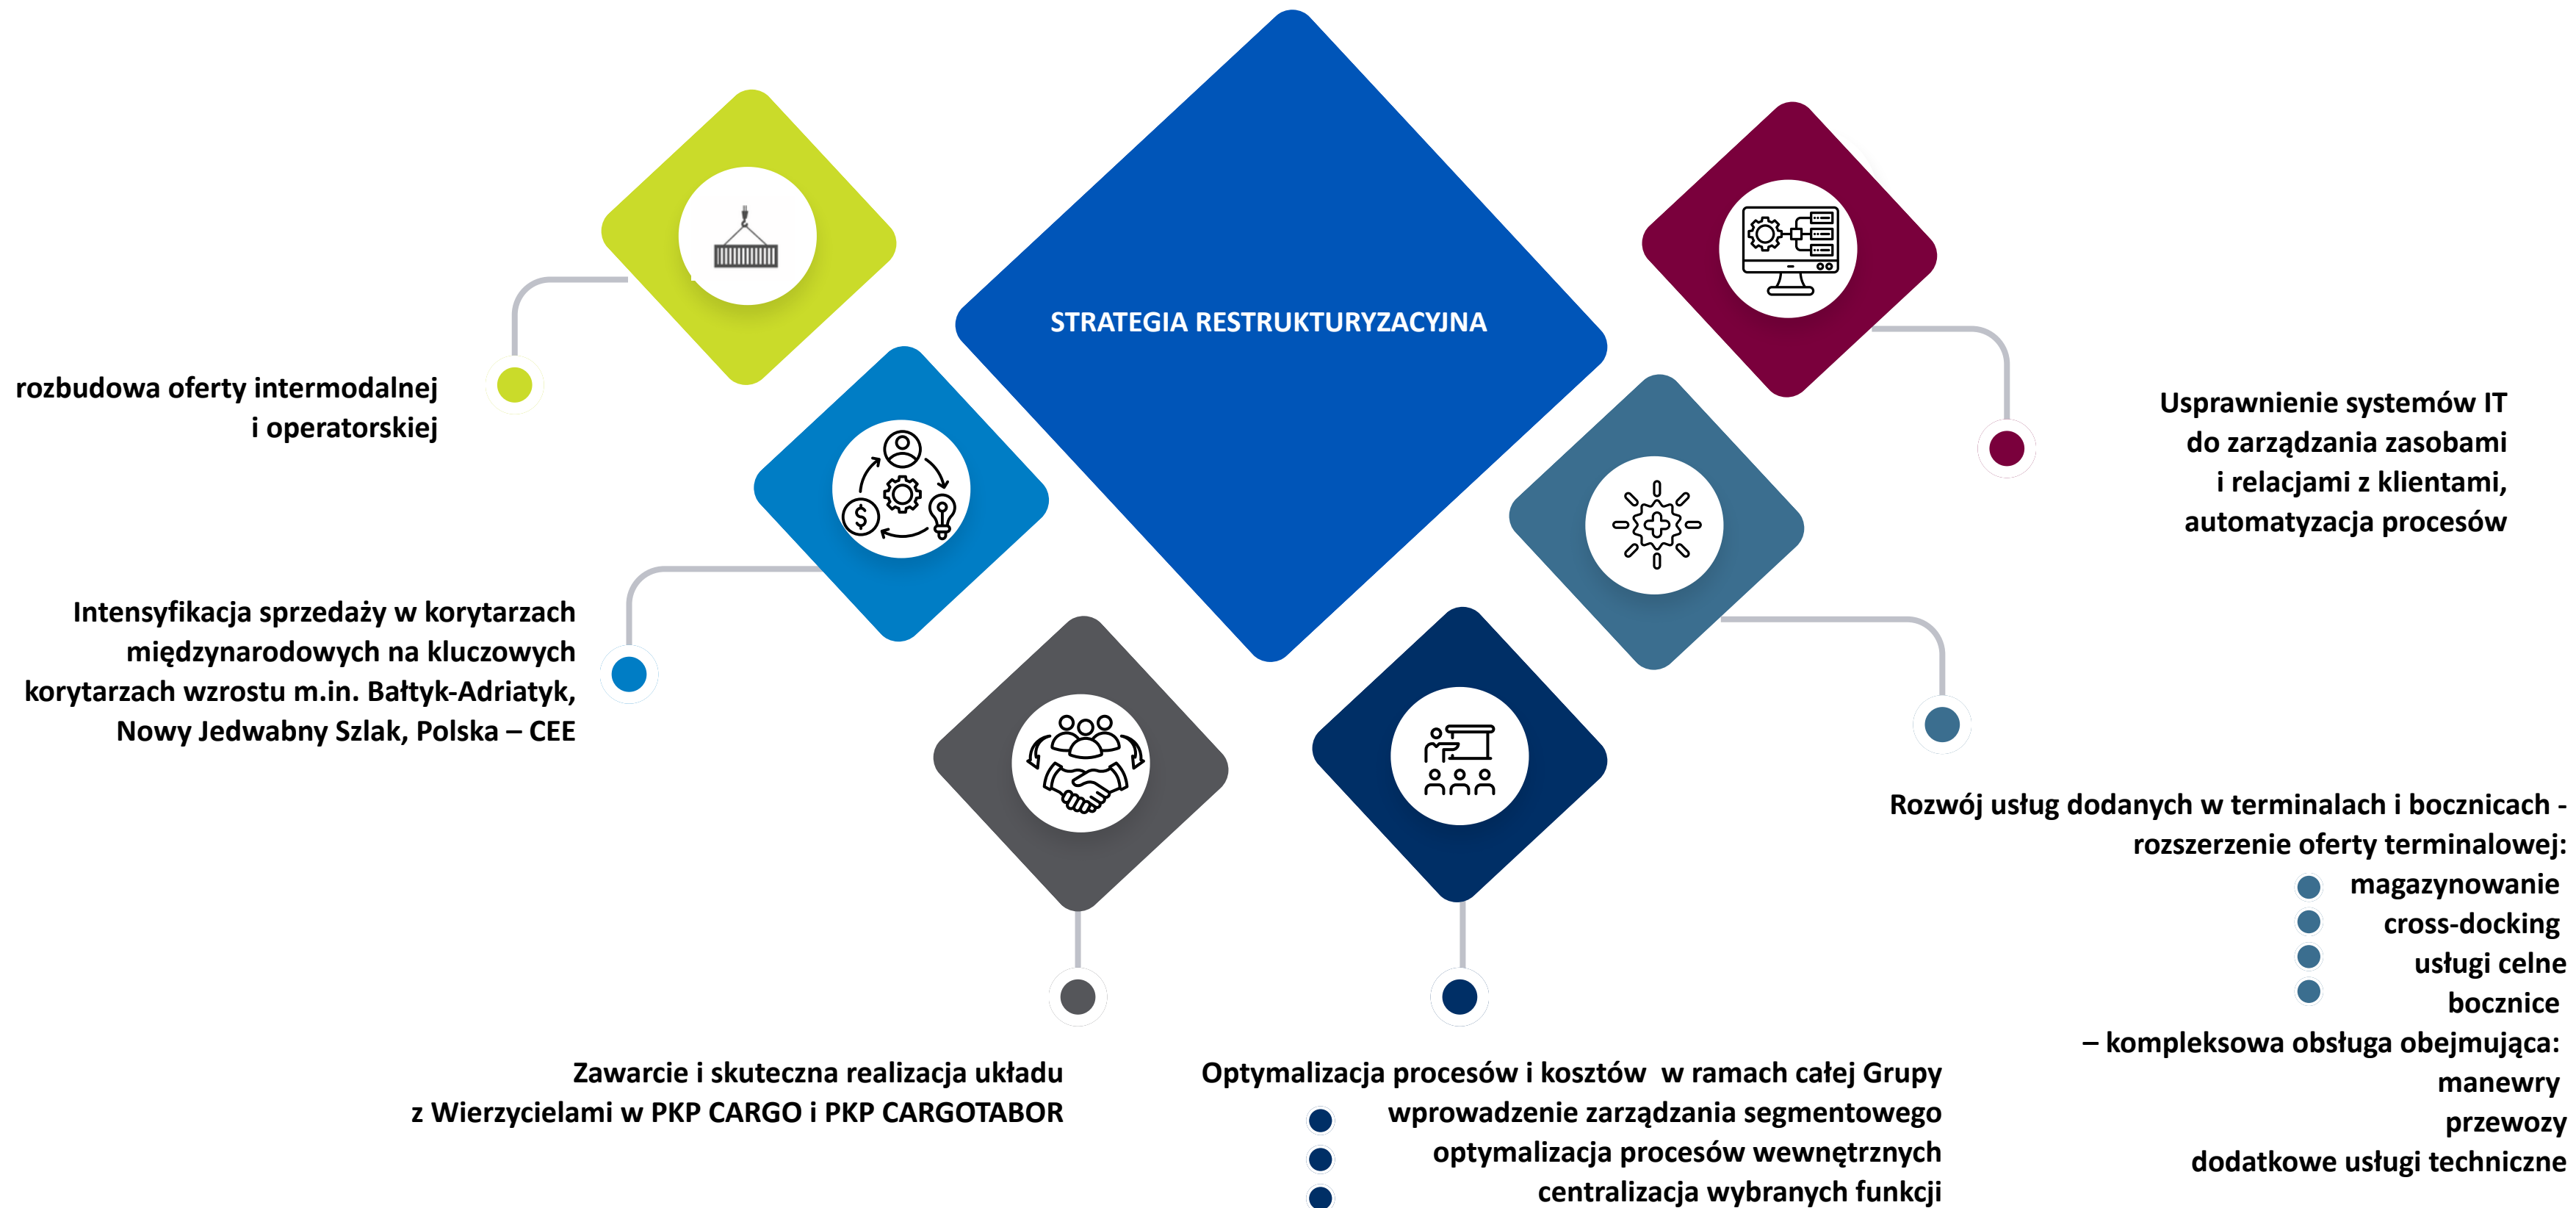 STRATEGIA RESTRUKTURYZACYJNA
rozbudowa oferty intermodalnej
i operatorskiej
Intensyfikacja sprzedaży w korytarzach
międzynarodowych na kluczowych
korytarzach wzrostu m.in. Bałtyk-Adriatyk,
Nowy Jedwabny Szlak, Polska – CEE
Zawarcie i skuteczna realizacja układu
z Wierzycielami w PKP CARGO i PKP CARGOTABOR
Optymalizacja procesów i kosztów w ramach całej Grupy
wprowadzenie zarządzania segmentowego
optymalizacja procesów wewnętrznych
centralizacja wybranych funkcji
Rozwój usług dodanych w terminalach i bocznicach -
rozszerzenie oferty terminalowej:
magazynowanie
cross-docking
usługi celne
bocznice
– kompleksowa obsługa obejmująca:
manewry
przewozy
dodatkowe usługi techniczne
Usprawnienie systemów IT
do zarządzania zasobami
i relacjami z klientami,
automatyzacja procesów